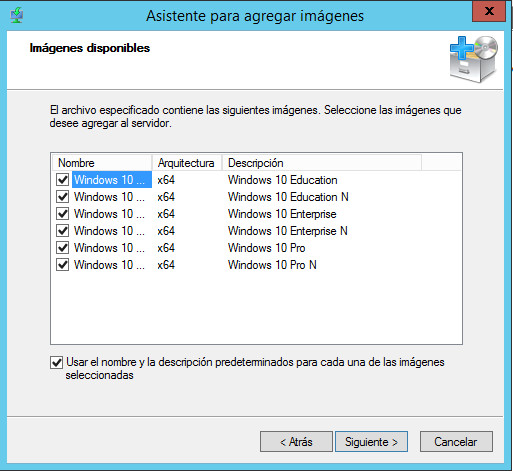 Asistente para agregar imágenes
x
Imágenes disponibles
El archivo especificado contiene las siguientes imágenes. Seleccione las imágenes que
desee agregar al servidor.
Nombre Arquitectura Descripción
Windows 10 ... x64 Windows 10 Education
Windows 10 ... x64 Windows 10 Education N
Windows 10 ... x64 Windows 10 Enterprise
Windows 10 ... x64 Windows 10 Enterprise N
Windows 10 ... x64 Windows 10 Pro
Windows 10 ... x64 Windows 10 Pro N
Usar el nombre y la descripción predeterminados para cada una de las imágenes
seleccionadas
< Atrás Siguiente > Cancelar